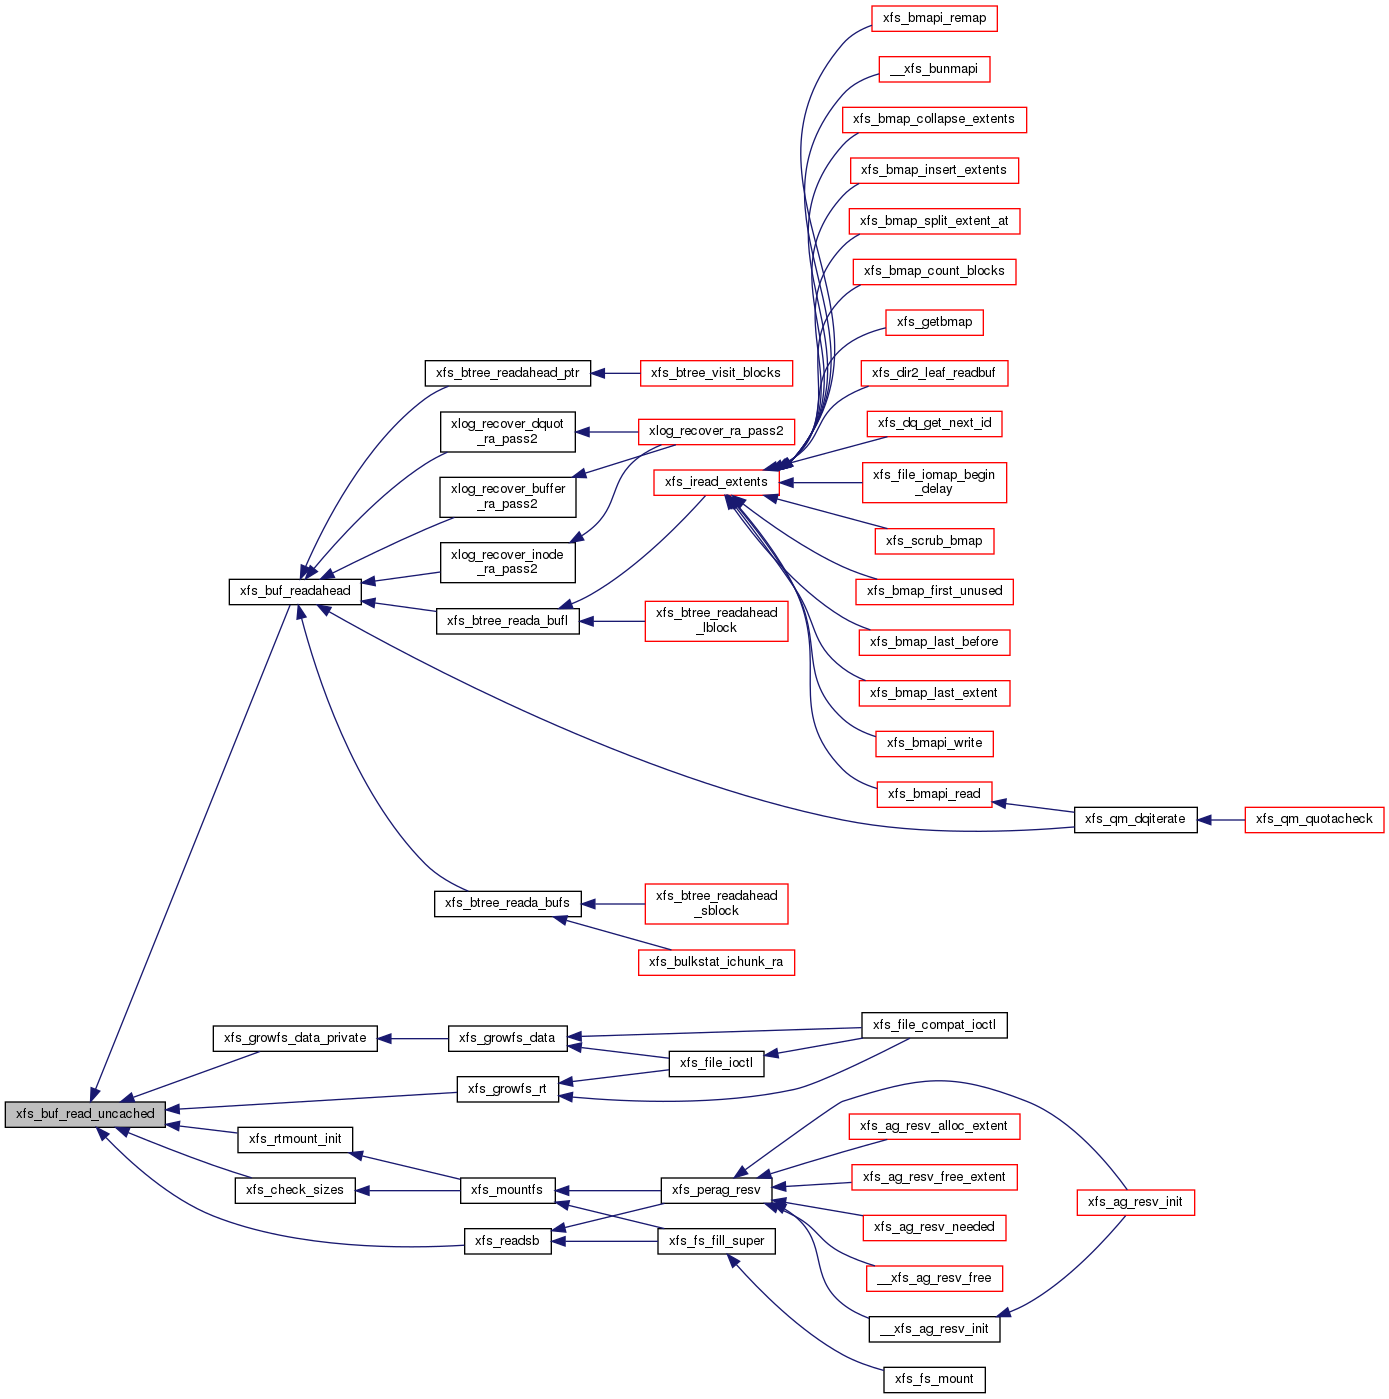 xfs_bmapi_remap
__xfs_bunmapi
xfs_bmap_collapse_extents
xfs_bmap_insert_extents
xfs_bmap_split_extent_at
xfs_bmap_count_blocks
xfs_getbmap
xfs_btree_readahead_ptr
xfs_btree_visit_blocks
xfs_dir2_leaf_readbuf
xlog_recover_dquot
_ra_pass2
xlog_recover_ra_pass2
xfs_dq_get_next_id
xlog_recover_buffer
_ra_pass2
xfs_iread_extents
xfs_file_iomap_begin
_delay
xlog_recover_inode
_ra_pass2
xfs_scrub_bmap
xfs_buf_readahead
xfs_bmap_first_unused
xfs_btree_reada_bufl
xfs_btree_readahead
_lblock
xfs_bmap_last_before
xfs_bmap_last_extent
xfs_bmapi_write
xfs_bmapi_read
xfs_qm_dqiterate
xfs_qm_quotacheck
xfs_btree_reada_bufs
xfs_btree_readahead
_sblock
xfs_bulkstat_ichunk_ra
xfs_growfs_data_private
xfs_growfs_data
xfs_file_compat_ioctl
xfs_file_ioctl
xfs_growfs_rt
xfs_buf_read_uncached
xfs_rtmount_init
xfs_ag_resv_alloc_extent
xfs_check_sizes
xfs_mountfs
xfs_perag_resv
xfs_ag_resv_free_extent
xfs_ag_resv_init
xfs_ag_resv_needed
xfs_readsb
xfs_fs_fill_super
__xfs_ag_resv_free
__xfs_ag_resv_init
xfs_fs_mount